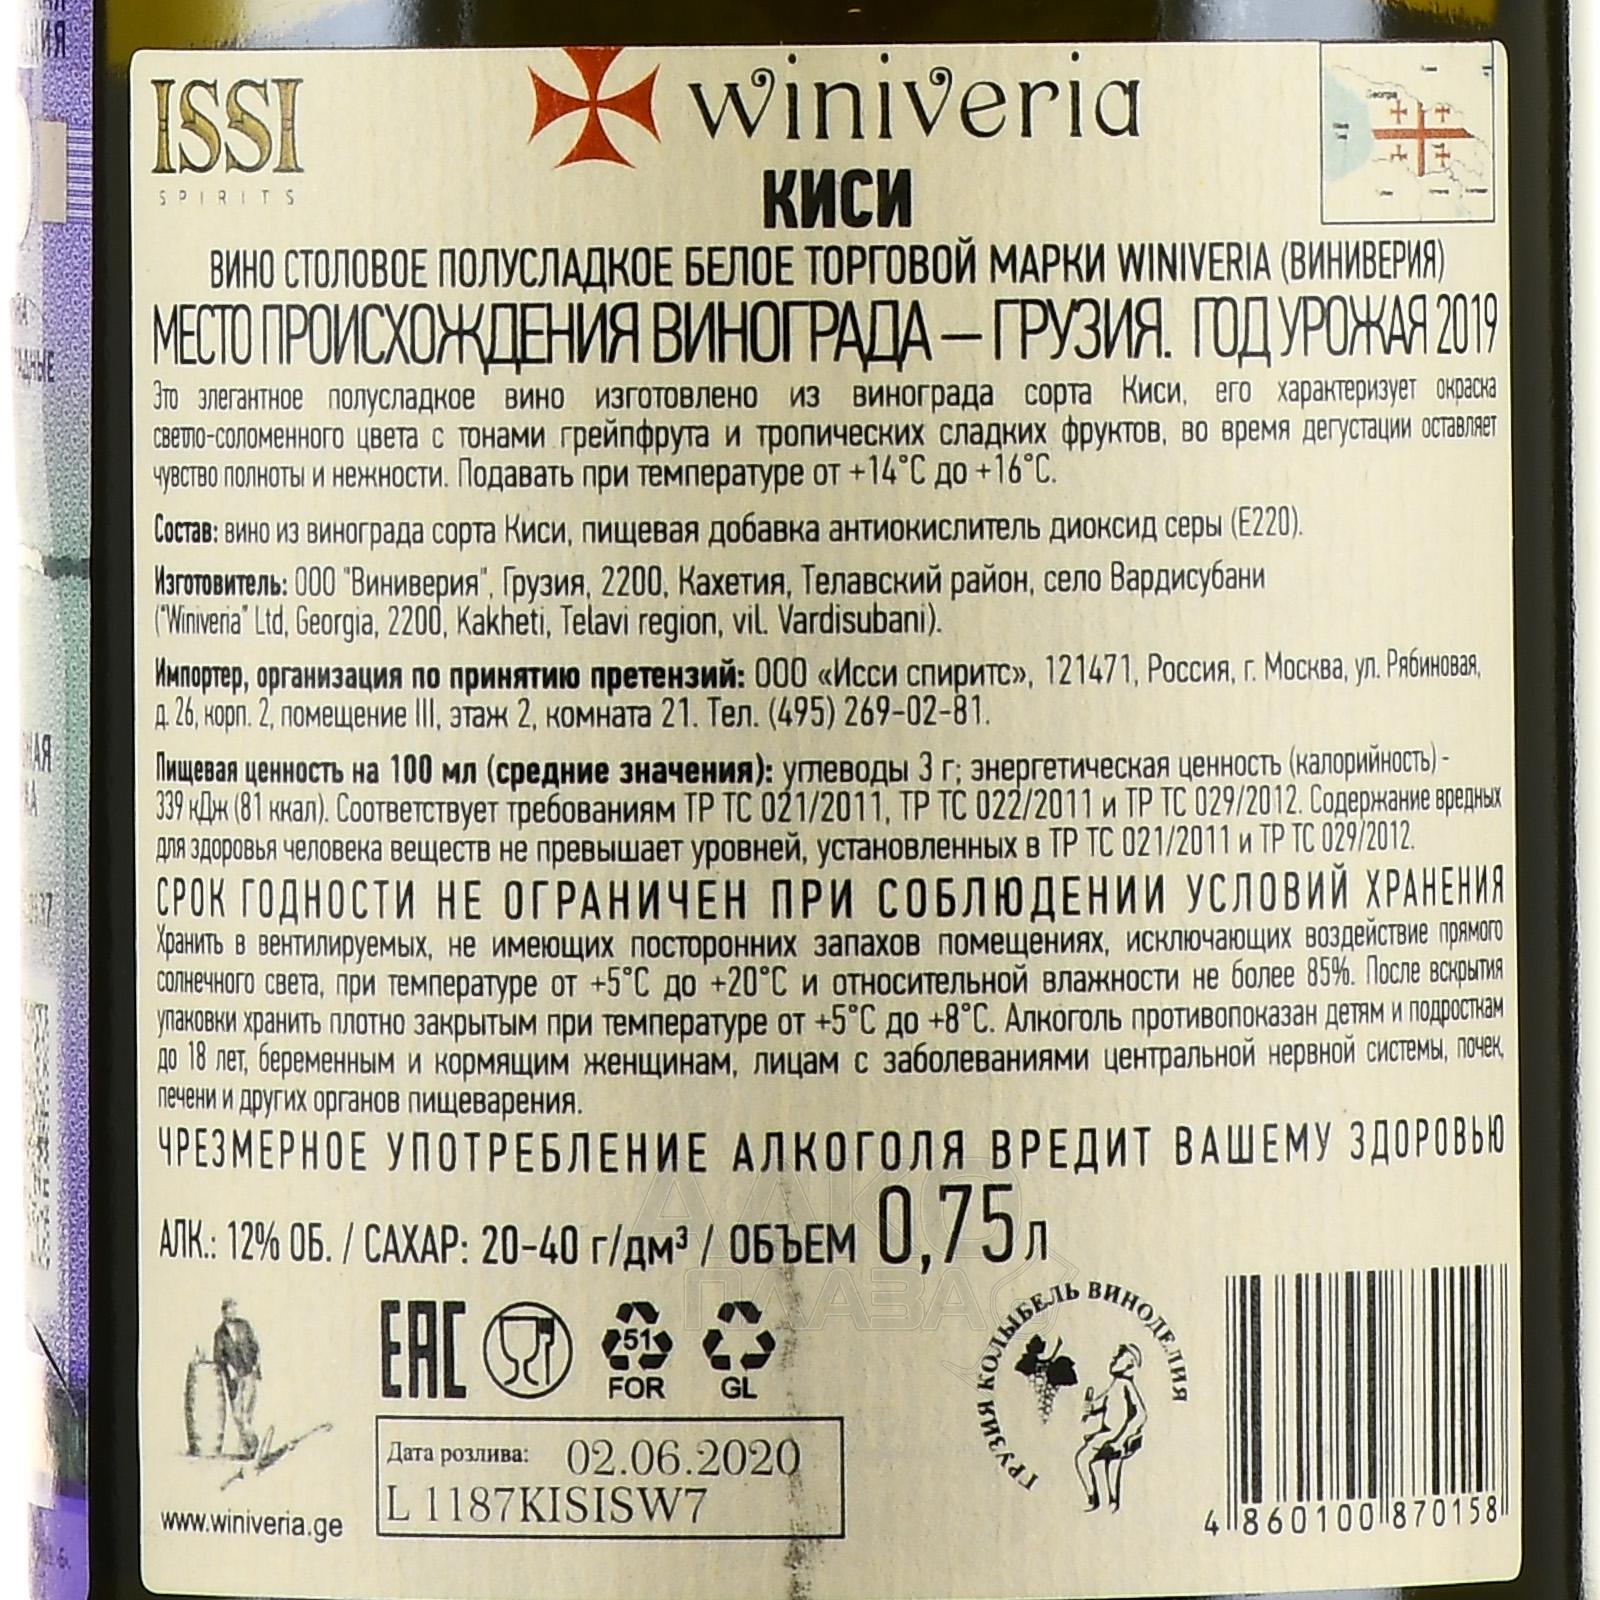 ISSI
SPIRITS
winiveria
Georgia
КИСИ
ВИНО СТОЛОВОЕ ПОЛУСЛАДКОЕ БЕЛОЕ ТОРГОВОЙ МАРКИ WINIVERIA (ВИНИВЕРИЯ)
МЕСТО ПРОИСХОЖДЕНИЯ ВИНОГРАДА – ГРУЗИЯ. ГОД УРОЖАЯ 2019
Это элегантное полусладкое вино изготовлено из винограда сорта Киси, его характеризует окраска
светло-соломенного цвета с тонами грейпфрута и тропических сладких фруктов, во время дегустации оставляет
чувство полноты и нежности. Подавать при температуре от +14°С до +16°С.
Состав: вино из винограда сорта Киси, пищевая добавка антиокислитель диоксид серы (Е220).
Изготовитель: ООО "Виниверия", Грузия, 2200, Кахетия, Телавский район, село Вардисубани
("Winiveria" Ltd, Georgia, 2200, Kakheti, Telavi region, vil. Vardisubani).
Импортер, организация по принятию претензий: ООО «Исси спиритс», 121471, Россия, г. Москва, ул. Рябиновая,
д. 26, корп. 2, помещение III, этаж 2, комната 21. Тел. (495) 269-02-81.
Пищевая ценность на 100 мл (средние значения): углеводы 3 г; энергетическая ценность (калорийность) -
339 кДж (81 ккал). Соответствует требованиям ТР ТС 021/2011, ТР ТС 022/2011 и ТР ТС 029/2012. Содержание вредных
для здоровья человека веществ не превышает уровней, установленных в ТР ТС 021/2011 и ТР ТС 029/2012.
СРОК ГОДНОСТИ НЕ ОГРАНИЧЕН ПРИ СОБЛЮДЕНИИ УСЛОВИЙ ХРАНЕНИЯ
Хранить в вентилируемых, не имеющих посторонних запахов помещениях, исключающих воздействие прямого
солнечного света, при температуре от +5°С до +20°С и относительной влажности не более 85%. После вскрытия
упаковки хранить плотно закрытым при температуре от +5°С до +8°С. Алкоголь противопоказан детям и подросткам
до 18 лет, беременным и кормящим женщинам, лицам с заболеваниями центральной нервной системы, почек,
печени и других органов пищеварения.
ЧРЕЗМЕРНОЕ УПОТРЕБЛЕНИЕ АЛКОГОЛЯ ВРЕДИТ ВАШЕМУ ЗДОРОВЬЮ
АЛК.: 12% ОБ. / САХАР: 20-40 г/дм³ / ОБЪЕМ 0,75 л
АЛКО
ПЛАЗА
EAC
51
FOR
GL
ГРУЗИЯ КОЛЫБЕЛЬ ВИНОДЕЛИЯ
Дата розлива: 02.06.2020
L 1187KISISW7
www.winiveria.ge
4 860100 870158